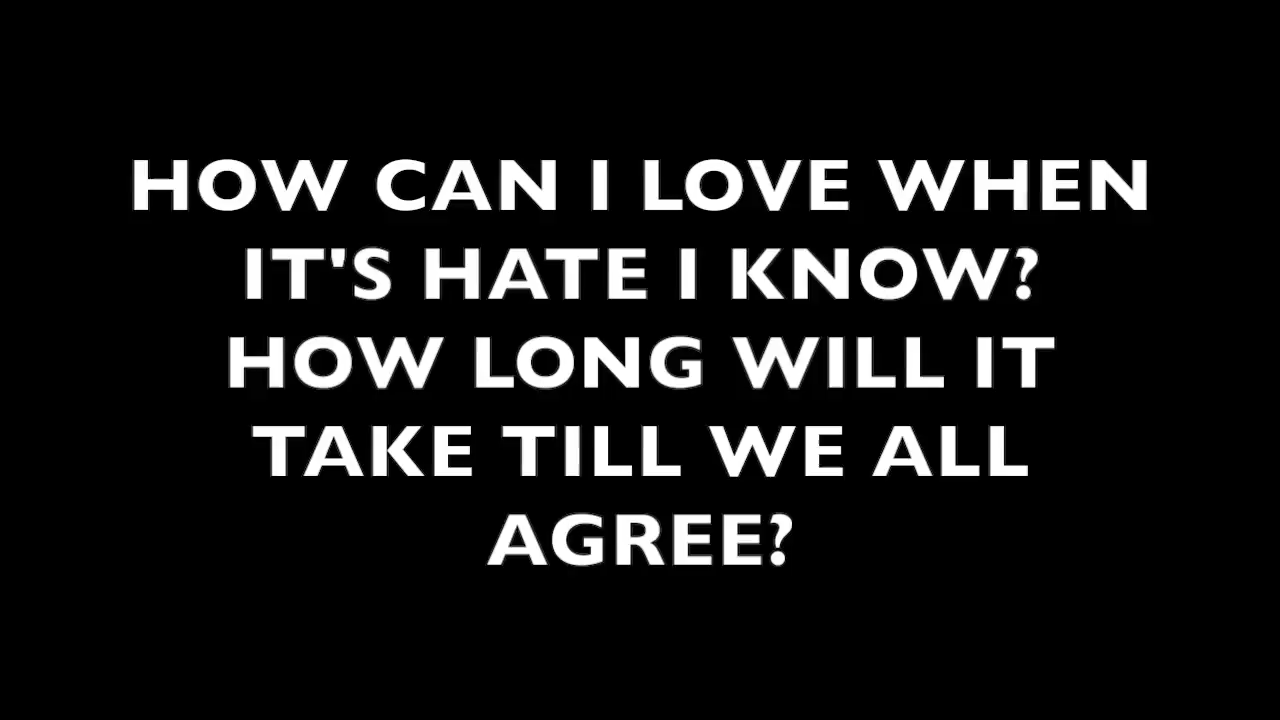 HOW CAN I LOVE WHEN
IT'S HATE I KNOW?
HOW LONG WILL IT
TAKE TILL WE ALL
AGREE?